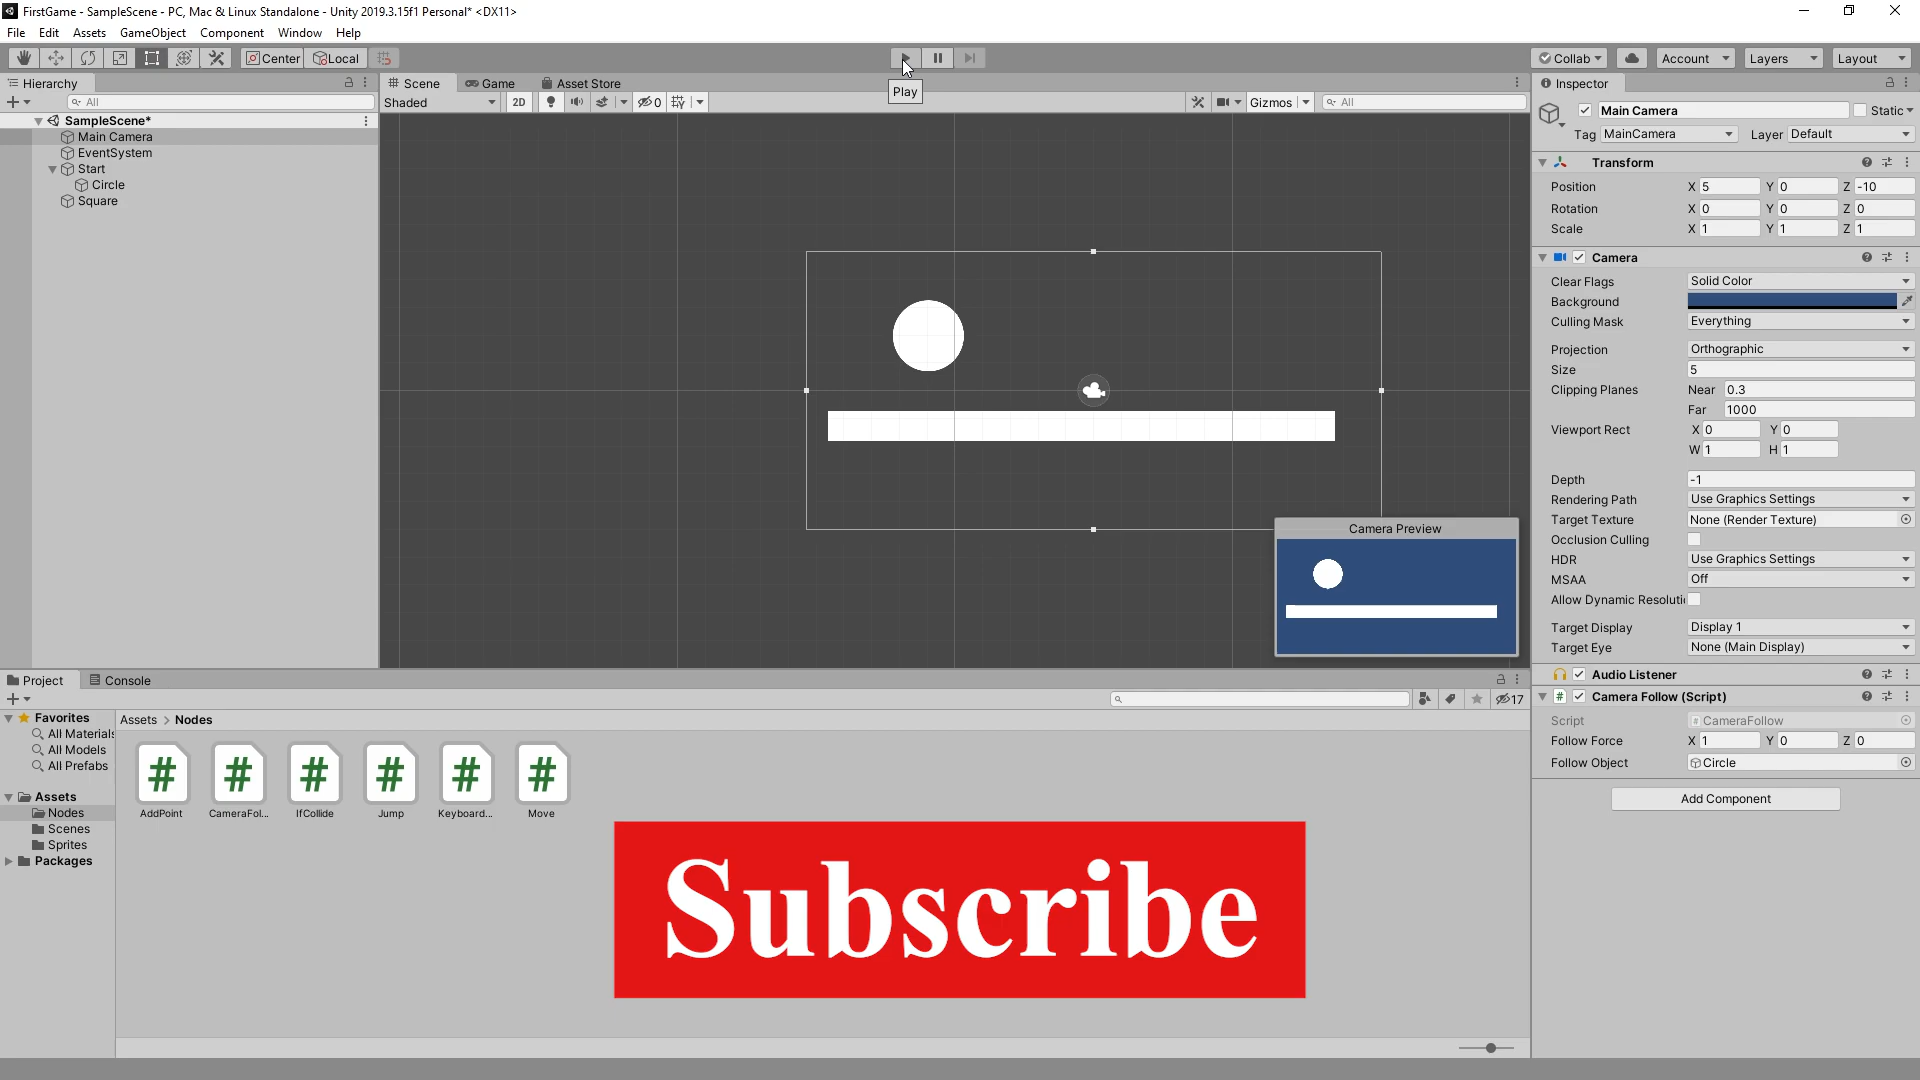 FirstGame - SampleScene - PC, Mac & Linux Standalone - Unity 2019.3.15f1 Personal* <DX11>
File Edit Assets GameObject Component Window Help
Center Local
Collab Account Layers Layout
Hierarchy
All
SampleScene*
Main Camera
EventSystem
Start
Circle
Square
Scene Game Asset Store
Play
Shaded 2D 0 Gizmos All
Camera Preview
Inspector
Main Camera Static
Tag MainCamera Layer Default
Transform
Position X 5 Y 0 Z -10
Rotation X 0 Y 0 Z 0
Scale X 1 Y 1 Z 1
Camera
Clear Flags Solid Color
Background
Culling Mask Everything
Projection Orthographic
Size 5
Clipping Planes Near 0.3
Far 1000
Viewport Rect X 0 Y 0
W 1 H 1
Depth -1
Rendering Path Use Graphics Settings
Target Texture None (Render Texture)
Occlusion Culling
HDR Use Graphics Settings
MSAA Off
Allow Dynamic Resoluti
Target Display Display 1
Target Eye None (Main Display)
Audio Listener
# Camera Follow (Script)
Script # CameraFollow
Follow Force X 1 Y 0 Z 0
Follow Object Circle
Add Component
Project Console
17
Favorites
All Materials
All Models
All Prefabs
Assets
Nodes
Scenes
Sprites
Packages
Assets > Nodes
# # # # # #
AddPoint CameraFol... IfCollide Jump Keyboard... Move
Subscribe